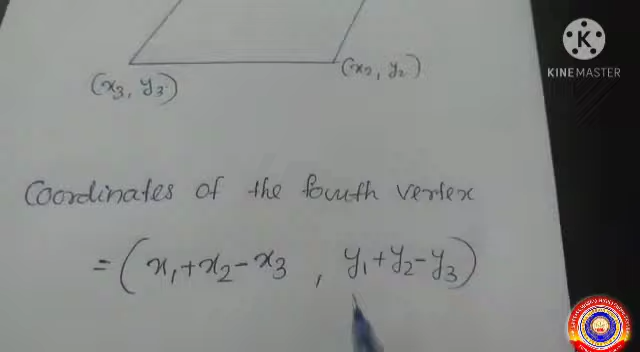 (x₃, y₃)
(x₂, y₂)
Coordinates of the fourth vertex
= (x₁+x₂-x₃ , y₁+y₂-y₃)
KINEMASTER